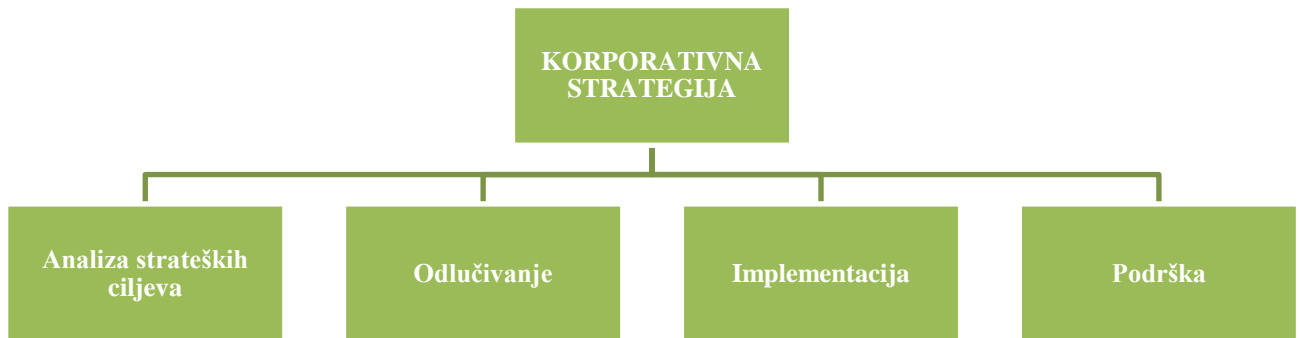 KORPORATIVNA
STRATEGIJA
Analiza strateških
ciljeva
Odlučivanje
Implementacija
Podrška